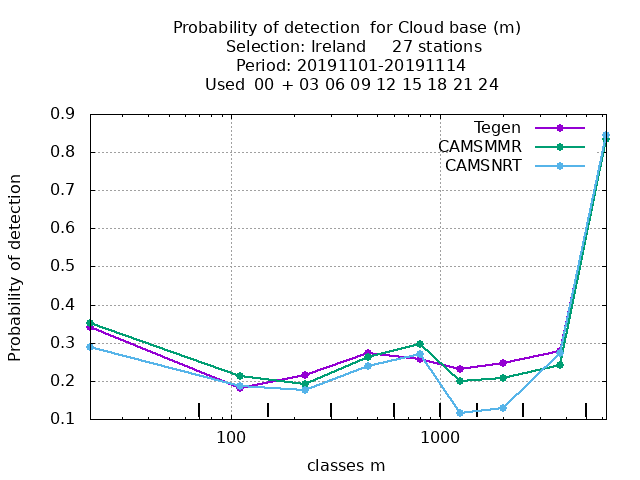 Probability of detection  for Cloud base (m)
Selection: Ireland     27 stations
Period: 20191101-20191114
Used  00  + 03 06 09 12 15 18 21 24
Tegen
CAMSMMR
CAMSNRT
Probability of detection
0.9
0.8
0.7
0.6
0.5
0.4
0.3
0.2
0.1
100
1000
classes m